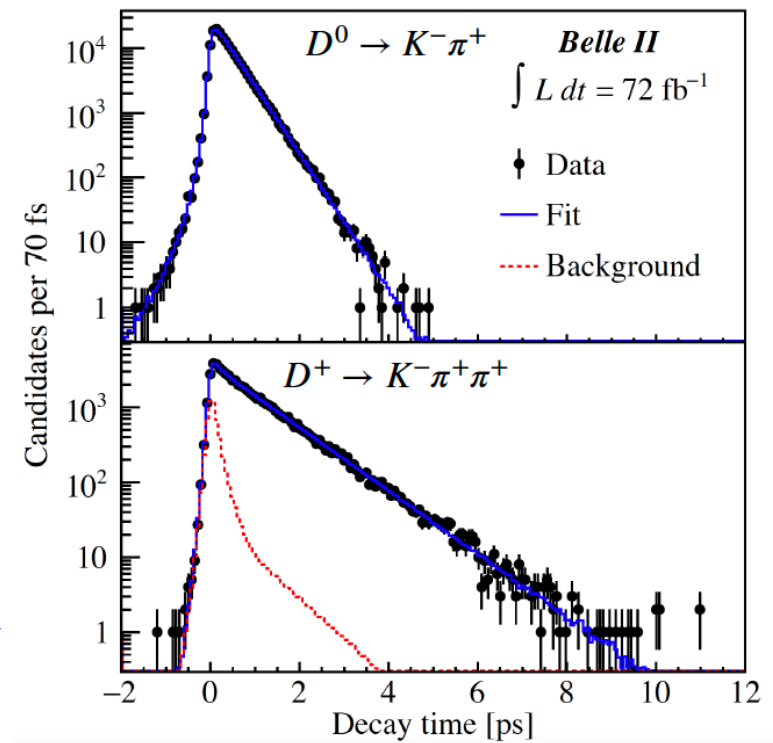 D⁰ → K⁻π⁺
Belle II
∫ L dt = 72 fb⁻¹
Data
Fit
Background
10⁴
10³
10²
10
1
Candidates per 70 fs
D⁺ → K⁻π⁺π⁺
10³
10²
10
1
−2 0 2 4 6 8 10 12
Decay time [ps]